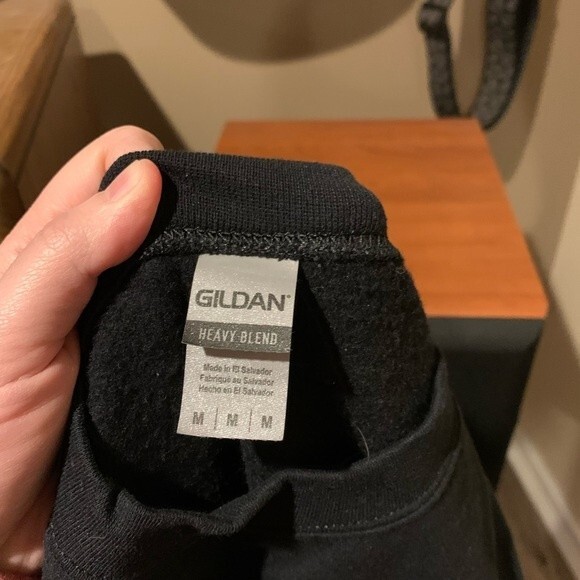 GILDAN®
HEAVY BLEND
Made in El Salvador
Fabriqué au Salvador
Hecho en El Salvador
M | M | M